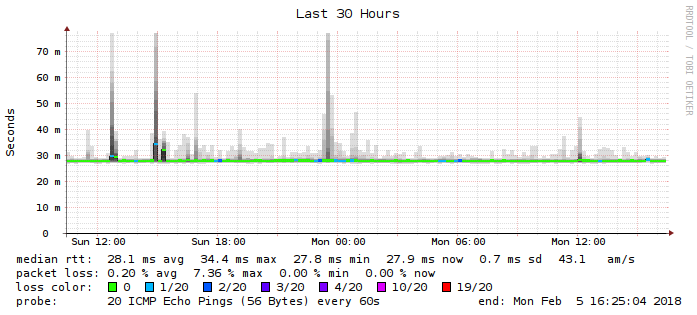 Last 30 Hours
RRDTOOL / TOBI OETIKER
Seconds
70 m
60 m
50 m
40 m
30 m
20 m
10 m
0
Sun 12:00 Sun 18:00 Mon 00:00 Mon 06:00 Mon 12:00
median rtt: 28.1 ms avg 34.4 ms max 27.8 ms min 27.9 ms now 0.7 ms sd 43.1 am/s
packet loss: 0.20 % avg 7.36 % max 0.00 % min 0.00 % now
loss color: 0 1/20 2/20 3/20 4/20 10/20 19/20
probe: 20 ICMP Echo Pings (56 Bytes) every 60s end: Mon Feb 5 16:25:04 2018